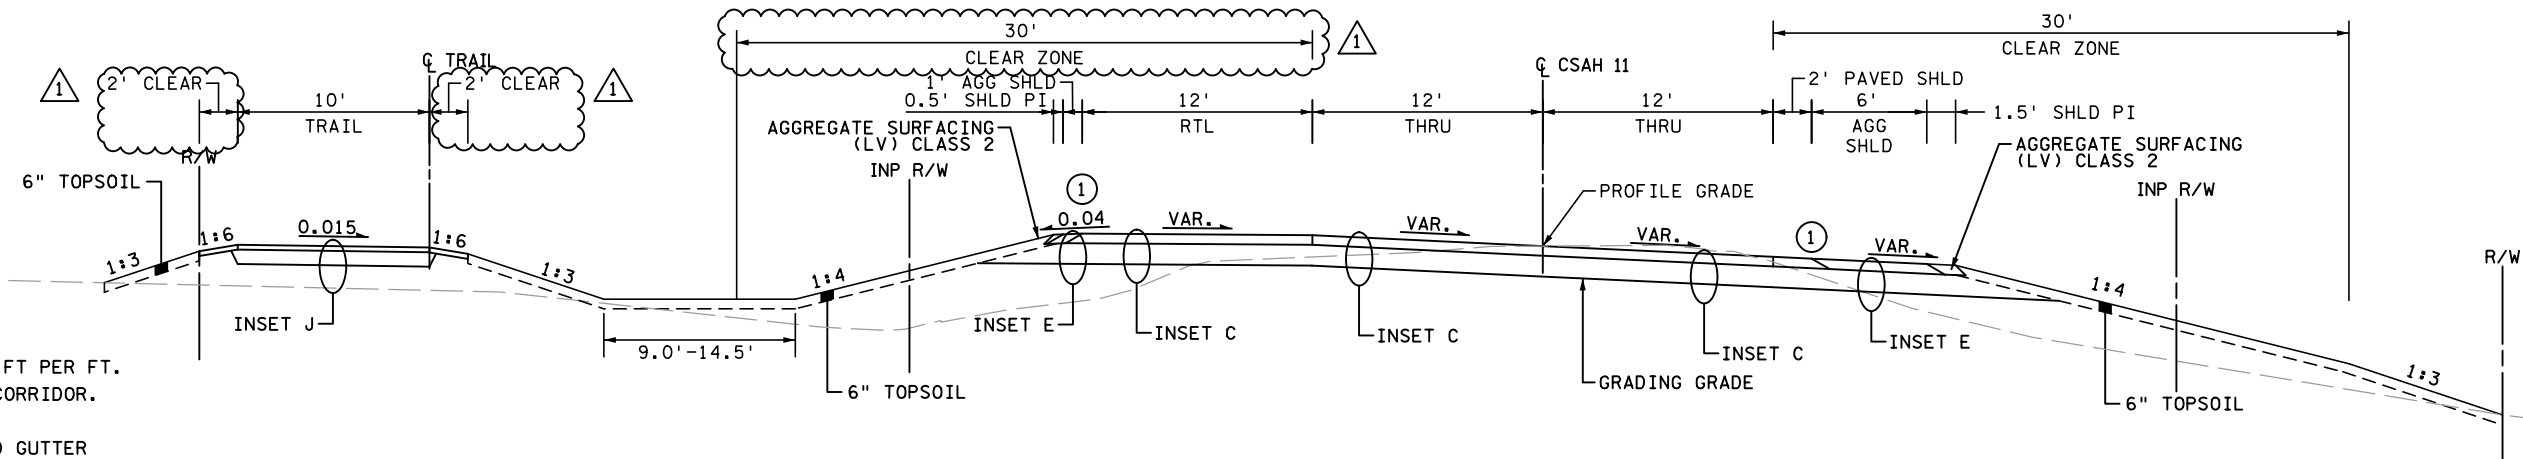 30'
CLEAR ZONE
1
30'
CLEAR ZONE
℄ TRAIL
1
2' CLEAR
2' CLEAR
1
10'
TRAIL
1' AGG SHLD
0.5' SHLD PI
12'
RTL
12'
THRU
℄ CSAH 11
12'
THRU
2' PAVED SHLD
6'
AGG
SHLD
1.5' SHLD PI
AGGREGATE SURFACING
(LV) CLASS 2
AGGREGATE SURFACING
(LV) CLASS 2
R/W
6" TOPSOIL
INP R/W
1
PROFILE GRADE
INP R/W
1:3
1:6
0.015
1:6
1:3
1:4
0.04
VAR.
VAR.
VAR.
1
VAR.
1:4
R/W
1:3
INSET J
9.0'-14.5'
6" TOPSOIL
INSET E
INSET C
INSET C
GRADING GRADE
INSET C
INSET E
6" TOPSOIL
FT PER FT.
CORRIDOR.
GUTTER